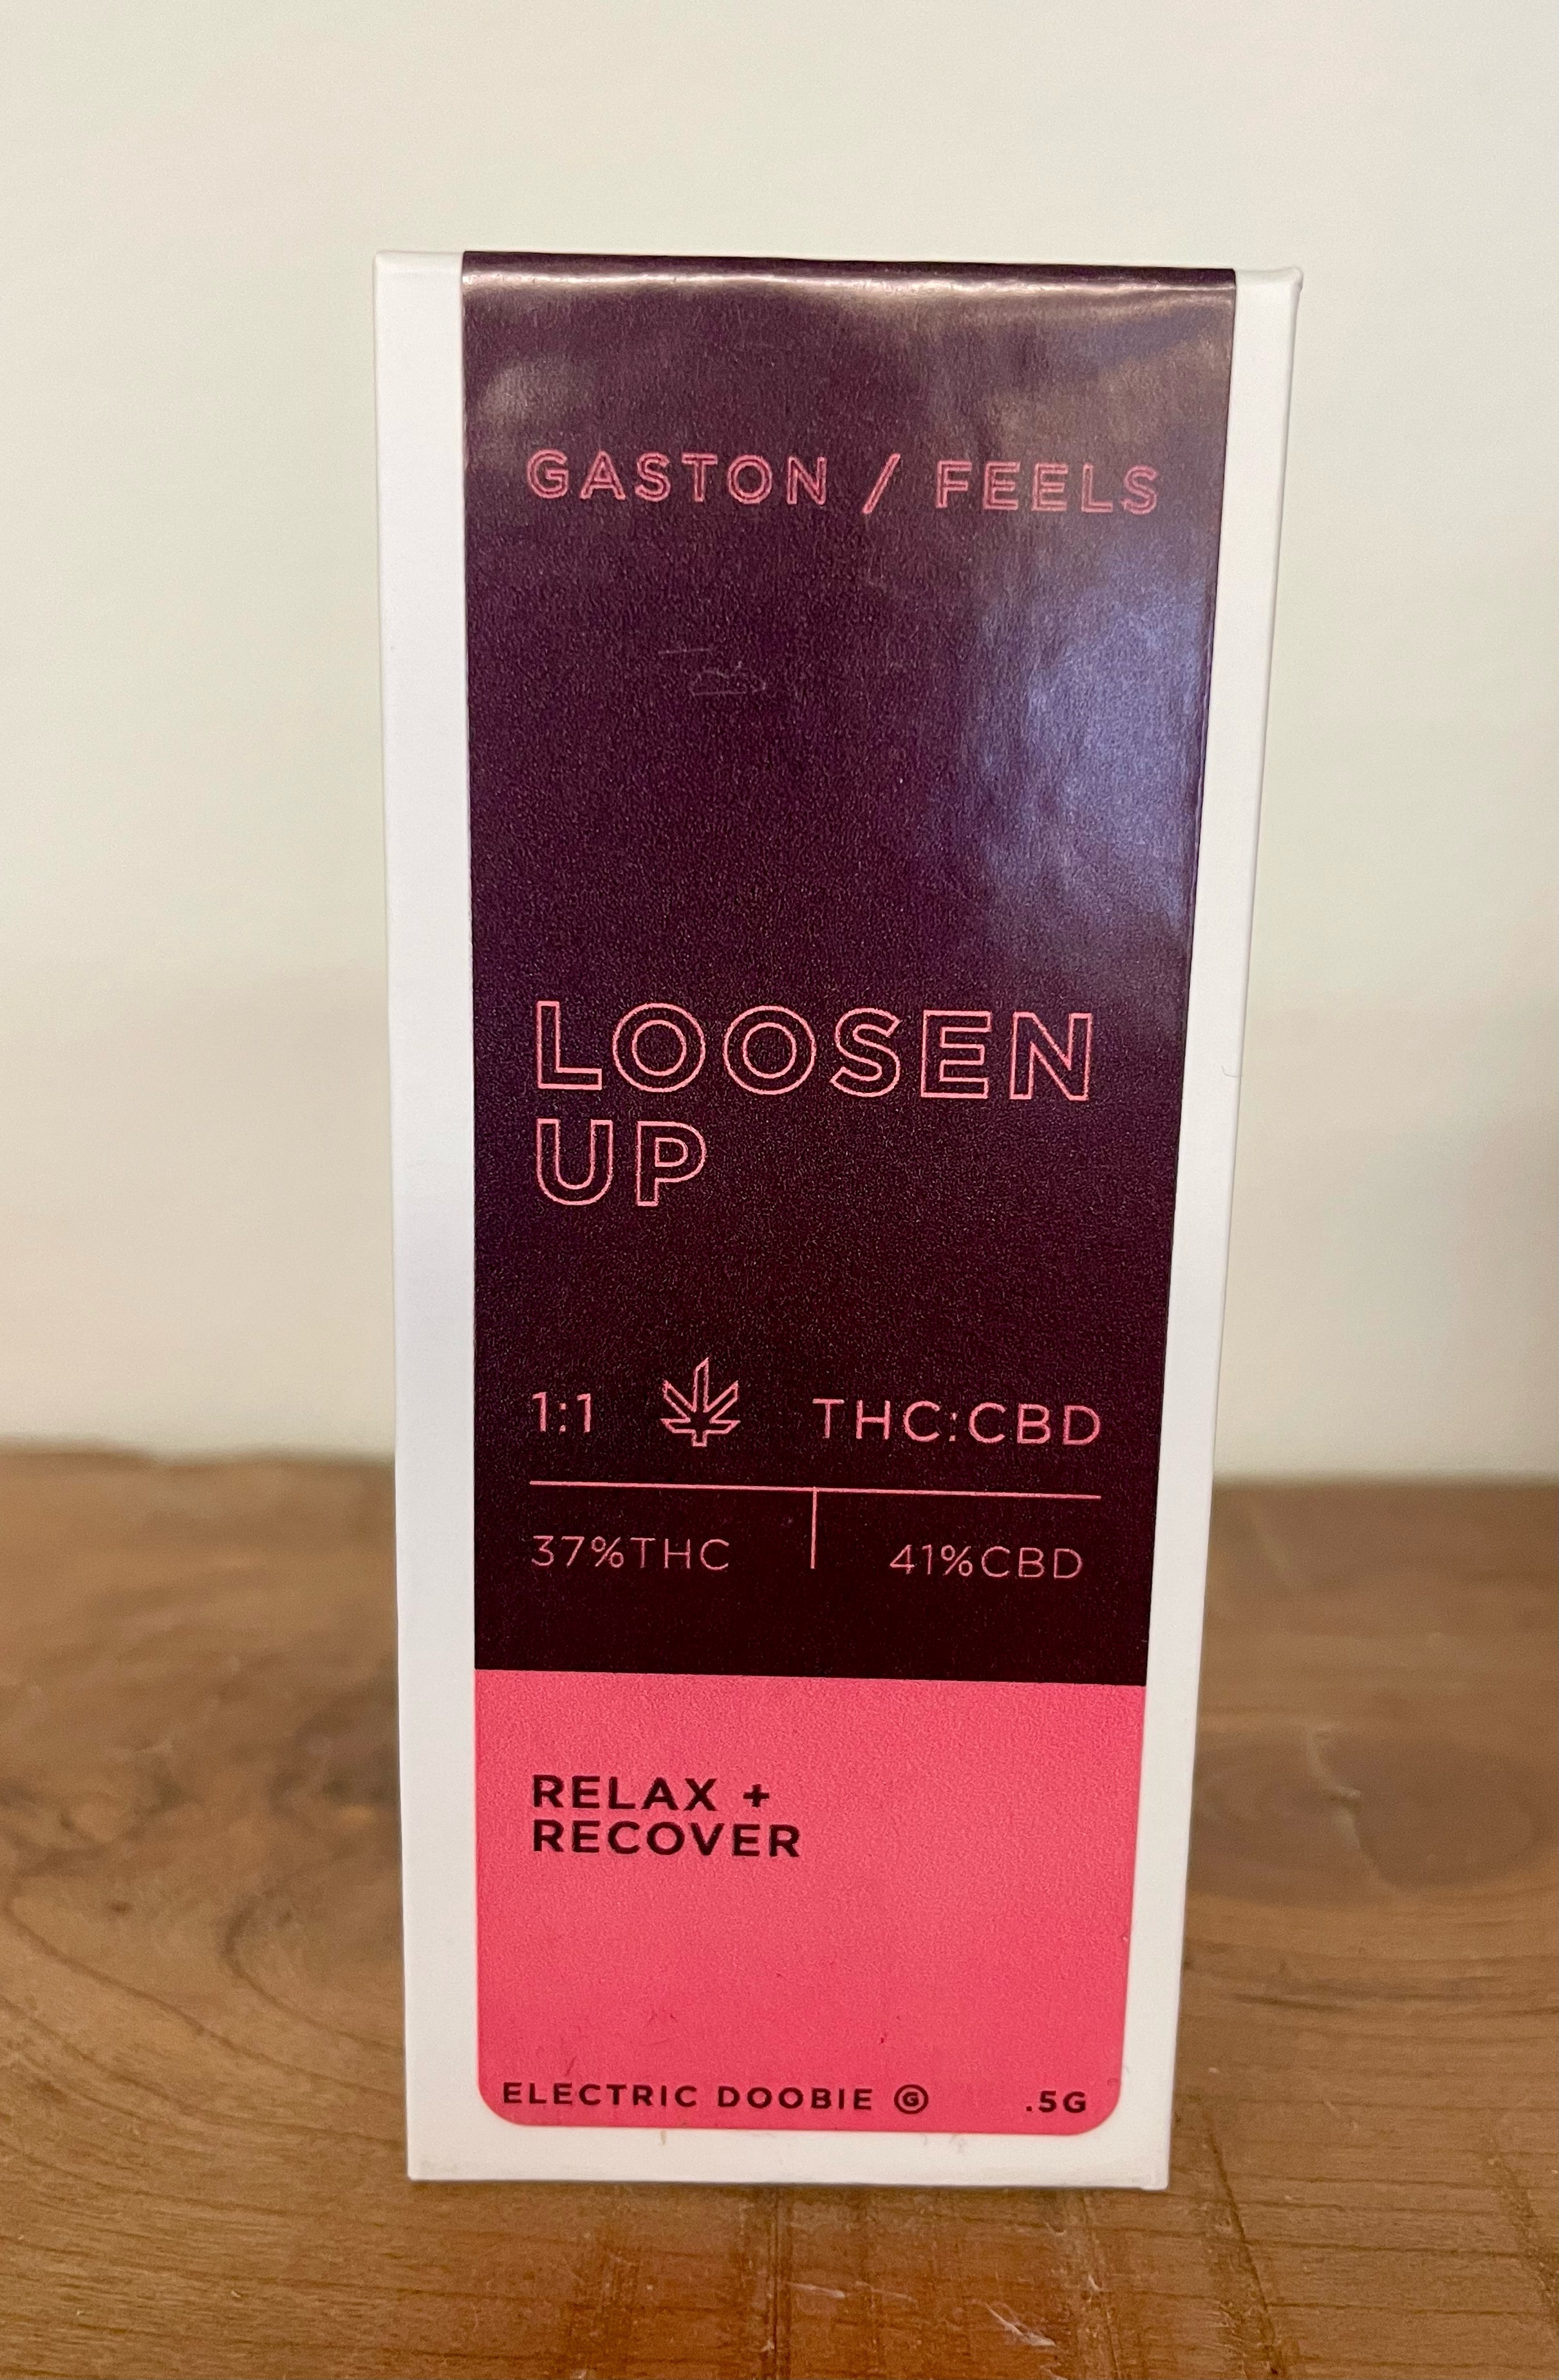 GASTON / FEELS
LOOSEN
UP
1:1 THC:CBD
37%THC 41%CBD
RELAX +
RECOVER
ELECTRIC DOOBIE G .5G